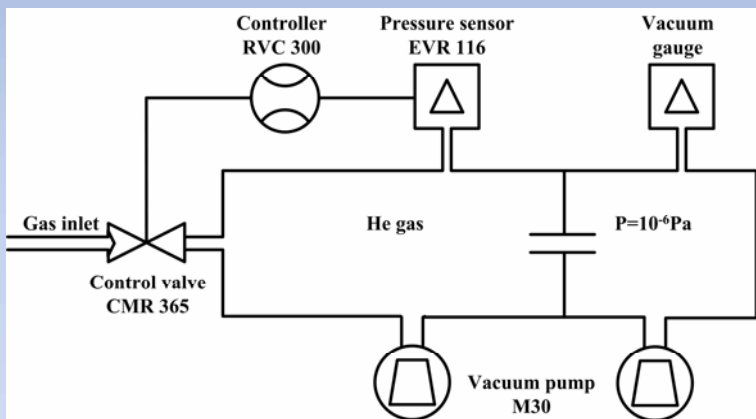 Controller
RVC 300
Pressure sensor
EVR 116
Vacuum
gauge
Gas inlet
He gas
P=10⁻⁶Pa
Control valve
CMR 365
Vacuum pump
M30